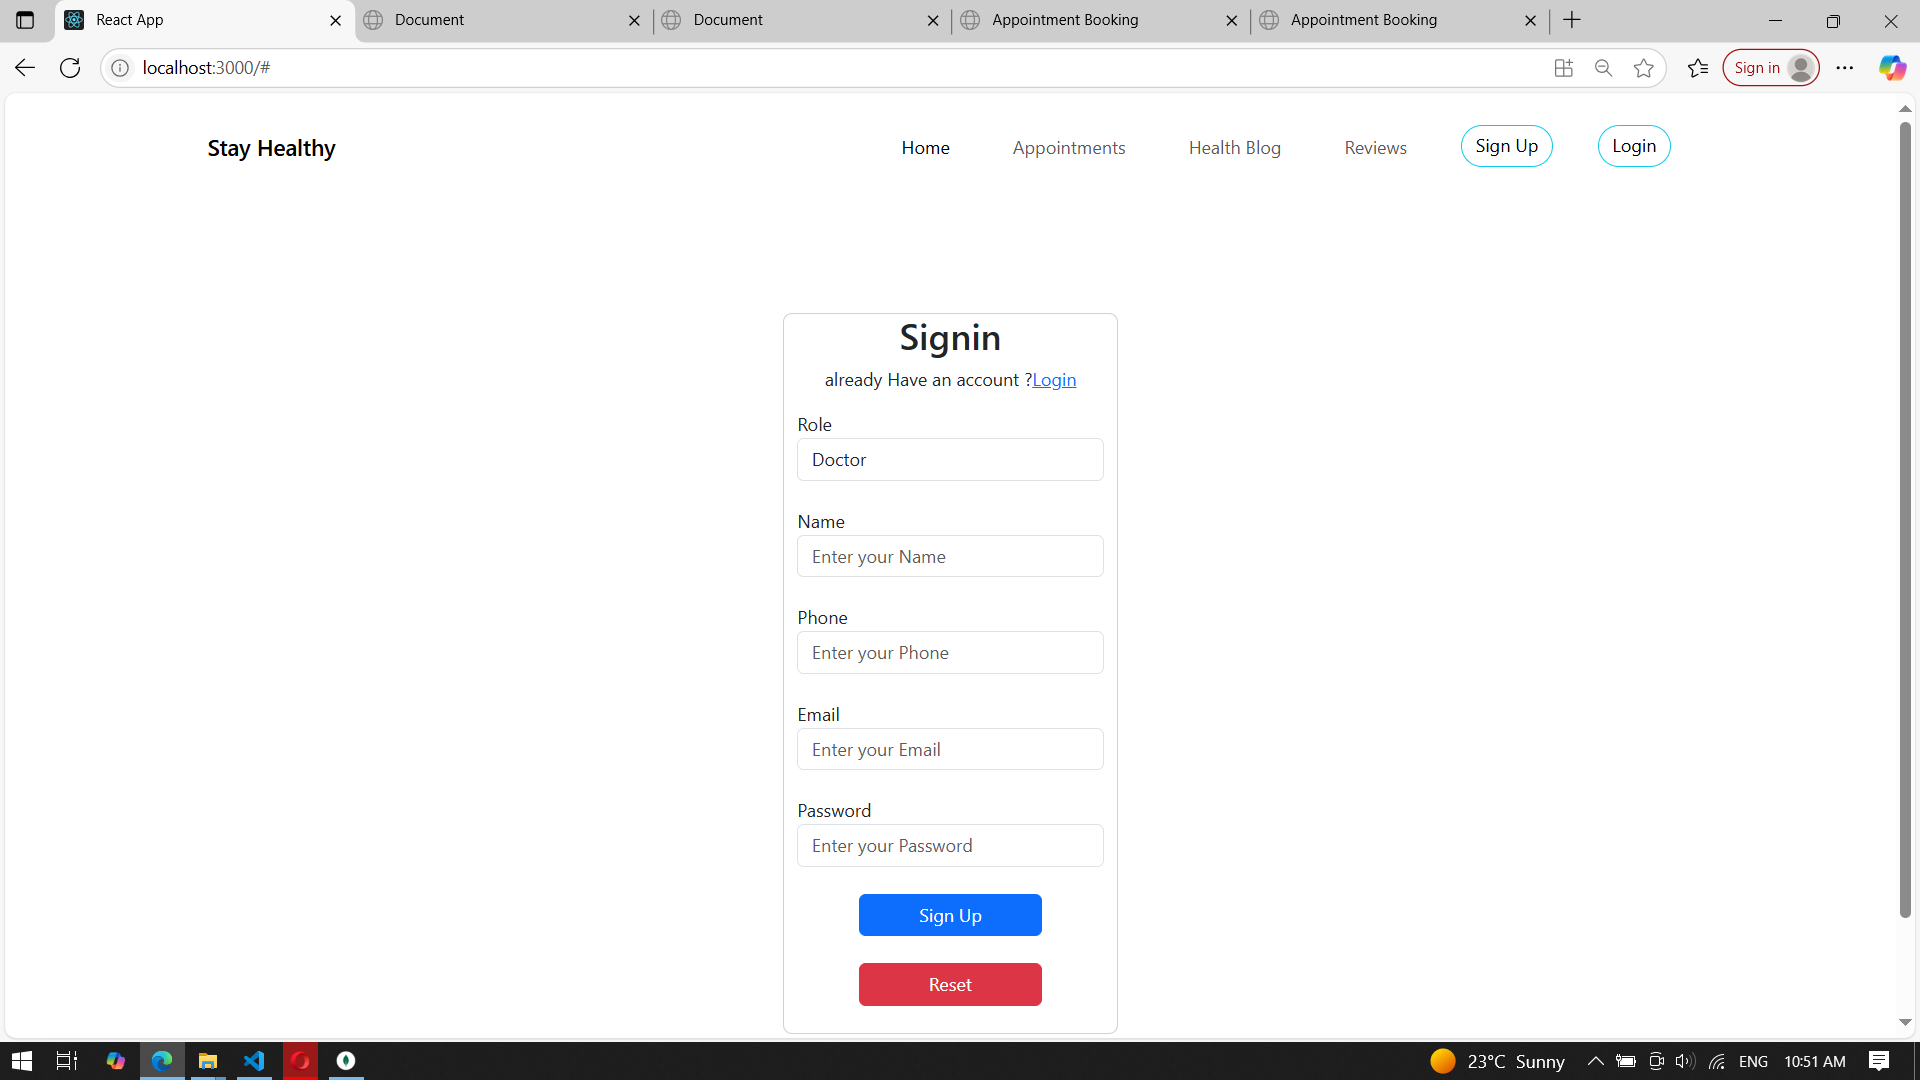 React App
Document
Document
Appointment Booking
Appointment Booking
localhost:3000/#
Sign in
Stay Healthy
Home
Appointments
Health Blog
Reviews
Sign Up
Login
Signin
already Have an account ?Login
Role
Doctor
Name
Enter your Name
Phone
Enter your Phone
Email
Enter your Email
Password
Enter your Password
Sign Up
Reset
23°C Sunny
ENG
10:51 AM